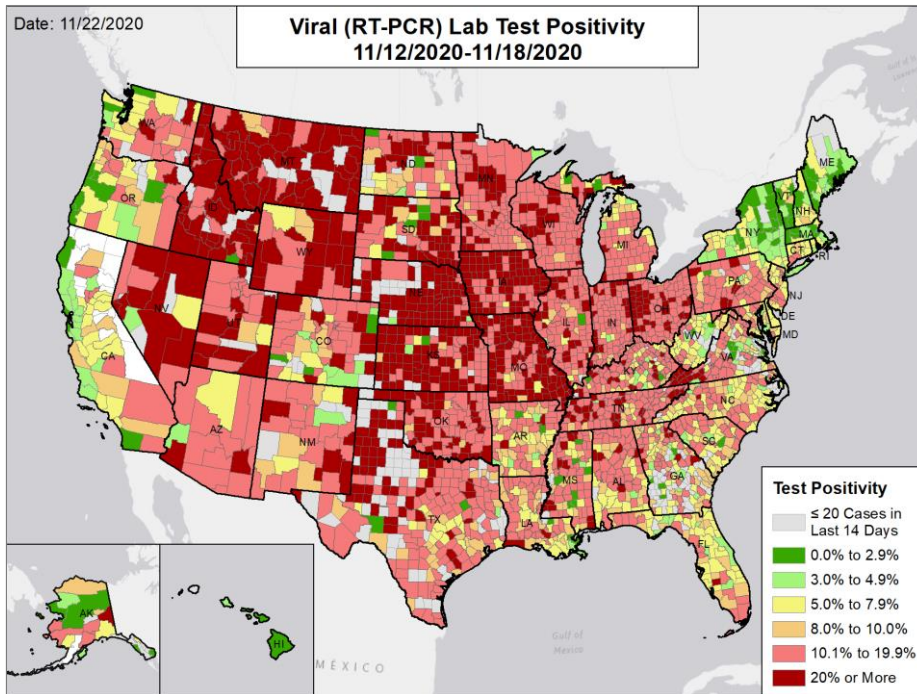 Date: 11/22/2020
Viral (RT-PCR) Lab Test Positivity
11/12/2020-11/18/2020
WA
MT
ND
MN
ME
OR
ID
SD
WI
MI
VT
NH
NY
MA
CT
RI
WY
IA
PA
NJ
NE
NV
UT
CO
IL
IN
OH
DE
MD
WV
CA
KS
MO
KY
VA
AZ
NM
OK
TN
NC
AR
SC
MS
AL
GA
TX
LA
FL
AK
HI
MÉXICO
Gulf of
Mexico
Test Positivity
≤ 20 Cases in
Last 14 Days
0.0% to 2.9%
3.0% to 4.9%
5.0% to 7.9%
8.0% to 10.0%
10.1% to 19.9%
20% or More